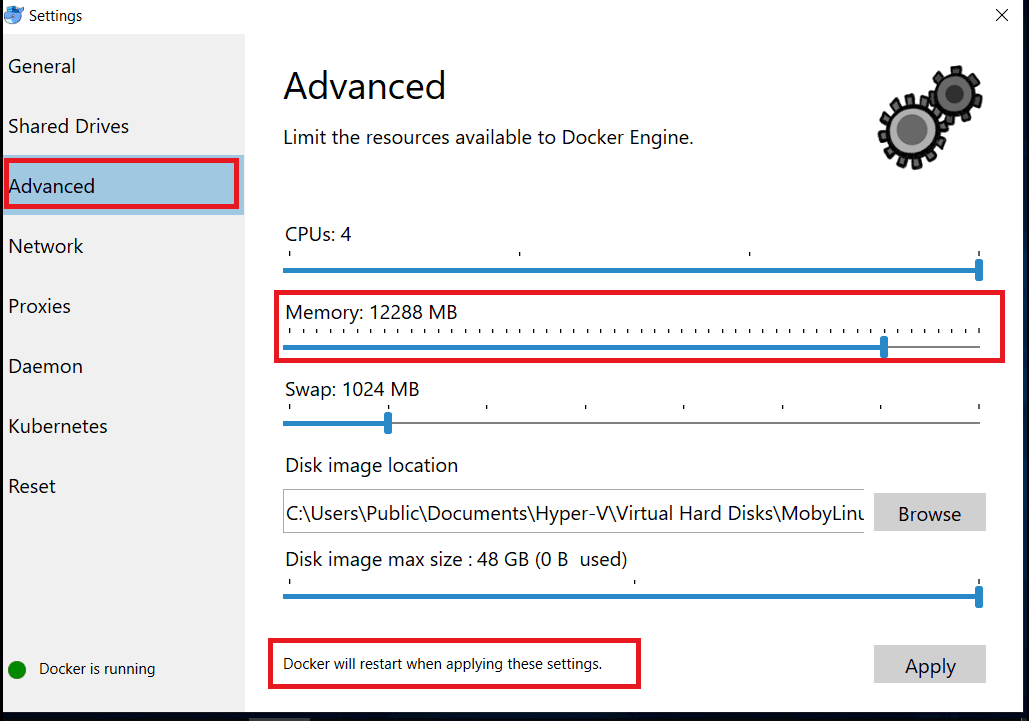 Settings
General
Shared Drives
Advanced
Network
Proxies
Daemon
Kubernetes
Reset
Docker is running
Advanced
Limit the resources available to Docker Engine.
CPUs: 4
Memory: 12288 MB
Swap: 1024 MB
Disk image location
C:\Users\Public\Documents\Hyper-V\Virtual Hard Disks\MobyLinu
Browse
Disk image max size : 48 GB (0 B  used)
Docker will restart when applying these settings.
Apply